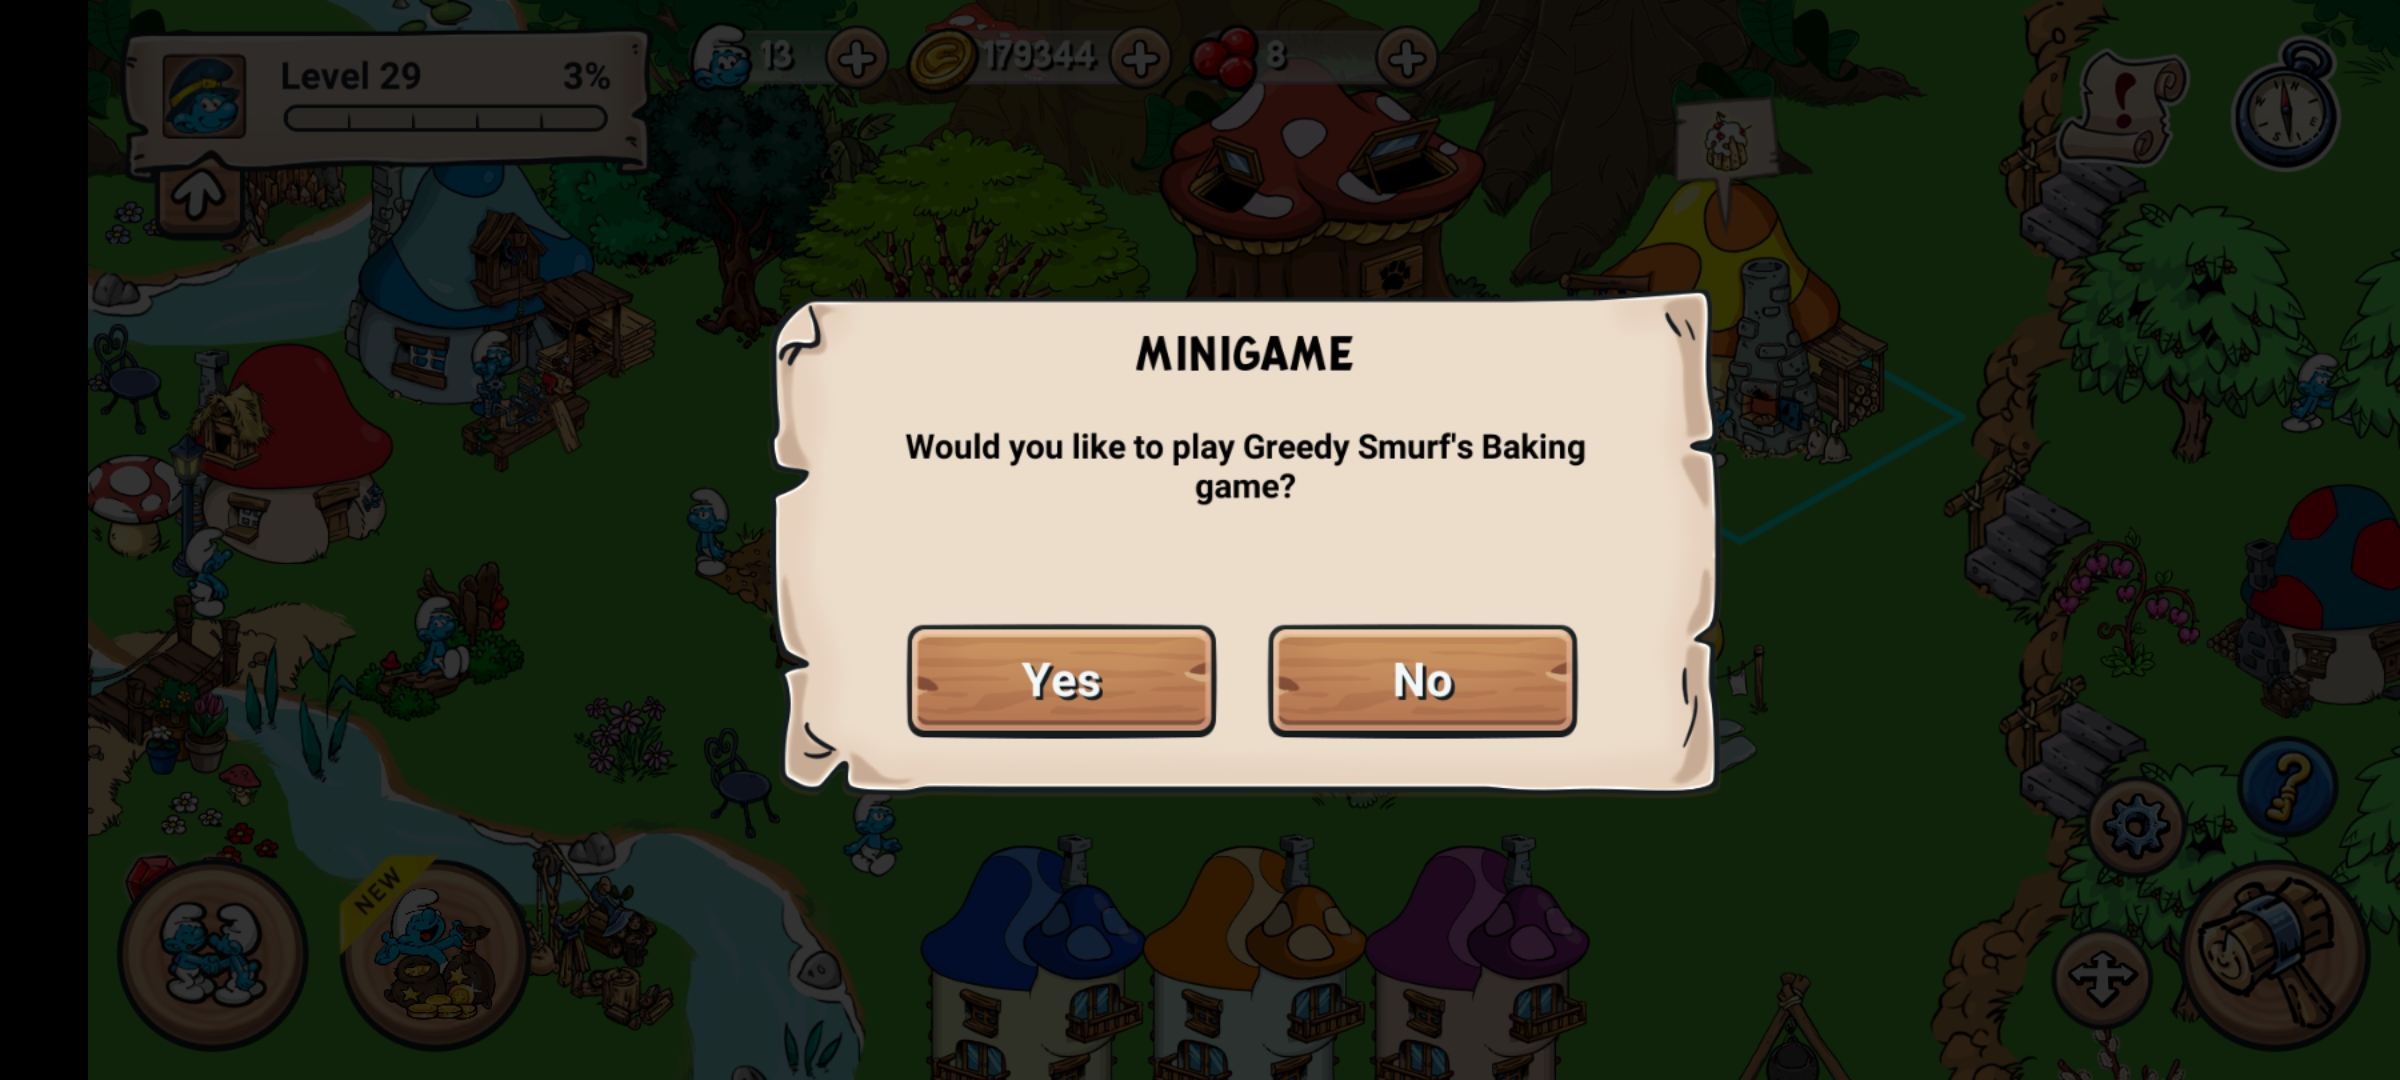 Level 29
3%
13
179344
8
MINIGAME
Would you like to play Greedy Smurf's Baking
game?
Yes
No
NEW